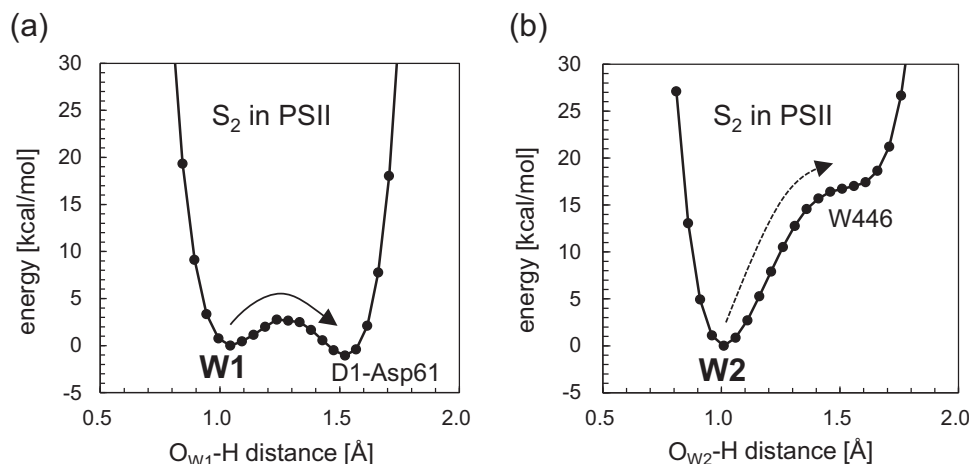 (a)
S₂ in PSII
energy [kcal/mol]
30
25
20
15
10
5
0
-5
W1
D1-Asp61
0.5
1.0
1.5
2.0
O_W1-H distance [Å]
(b)
S₂ in PSII
energy [kcal/mol]
30
25
20
15
10
5
0
-5
W446
W2
0.5
1.0
1.5
2.0
O_W2-H distance [Å]